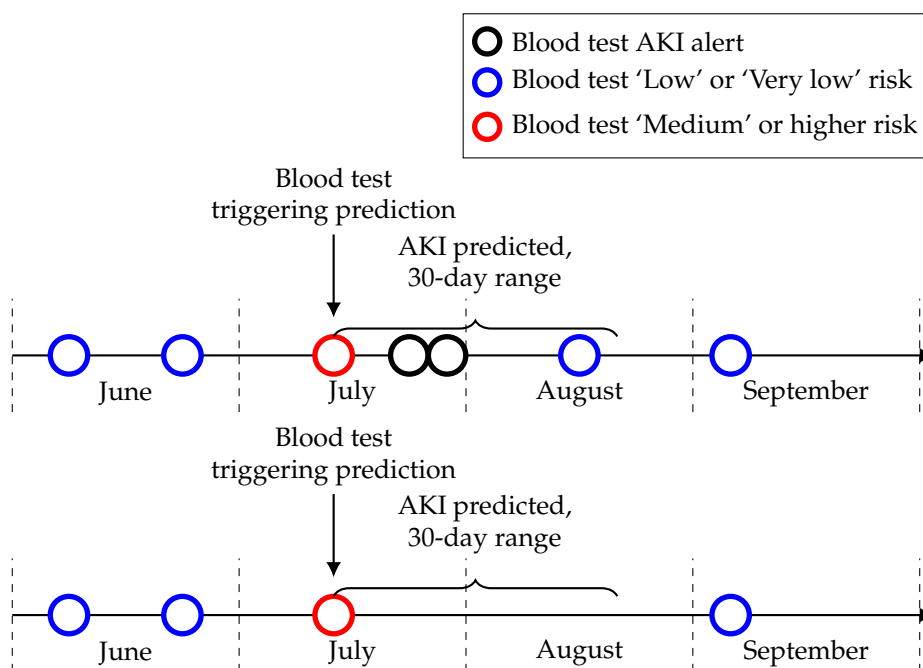 Blood test AKI alert
Blood test ‘Low’ or ‘Very low’ risk
Blood test ‘Medium’ or higher risk
Blood test
triggering prediction
AKI predicted,
30-day range
June
July
August
September
Blood test
triggering prediction
AKI predicted,
30-day range
June
July
August
September